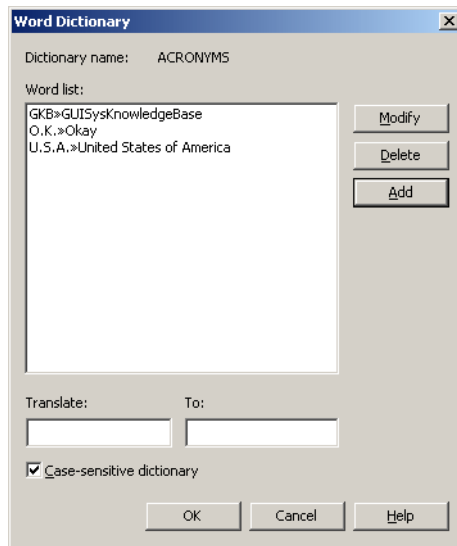 Word Dictionary
Dictionary name: ACRONYMS
Word list:
GKB»GUISysKnowledgeBase
O.K.»Okay
U.S.A.»United States of America
Modify
Delete
Add
Translate: To:
Case-sensitive dictionary
OK Cancel Help